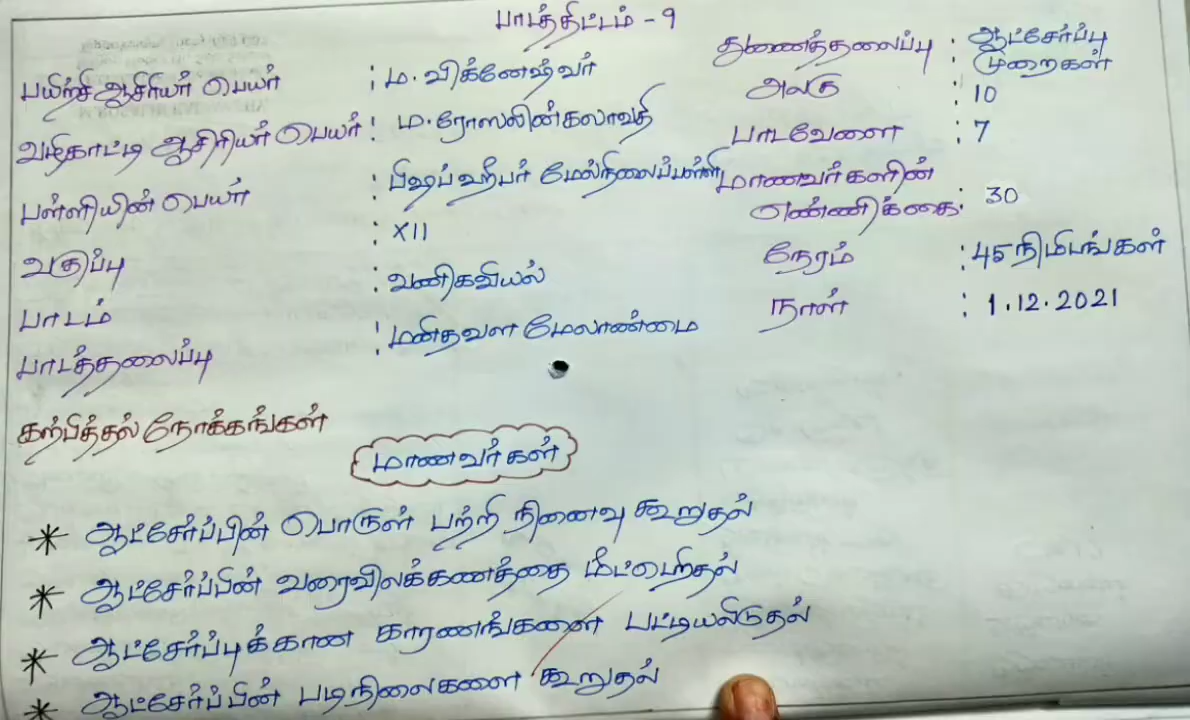 பாடத்திட்டம் - 9
பயிற்சி ஆசிரியர் பெயர் : ம. விக்னேஷ்வர்
வழிகாட்டி ஆசிரியர் பெயர் : ம. ரோஸலின்கலாவதி
பள்ளியின் பெயர் : பிஷப் ஹீபர் மேல்நிலைப்பள்ளி
வகுப்பு : XII
பாடம் : வணிகவியல்
பாடத்தலைப்பு : மனிதவள மேலாண்மை
துணைத்தலைப்பு : ஆட்சேர்ப்பு
முறைகள்
அலகு : 10
பாடவேளை : 7
மாணவர்களின்
எண்ணிக்கை : 30
நேரம் : 45 நிமிடங்கள்
நாள் : 1.12.2021
கற்பித்தல் நோக்கங்கள்
மாணவர்கள்
* ஆட்சேர்ப்பின் பொருள் பற்றி நினைவு கூறுதல்
* ஆட்சேர்ப்பின் வரைவிலக்கணத்தை மீட்டறிதல்
* ஆட்சேர்ப்புக்கான காரணங்களை பட்டியலிடுதல்
* ஆட்சேர்ப்பின் படிநிலைகளை கூறுதல்